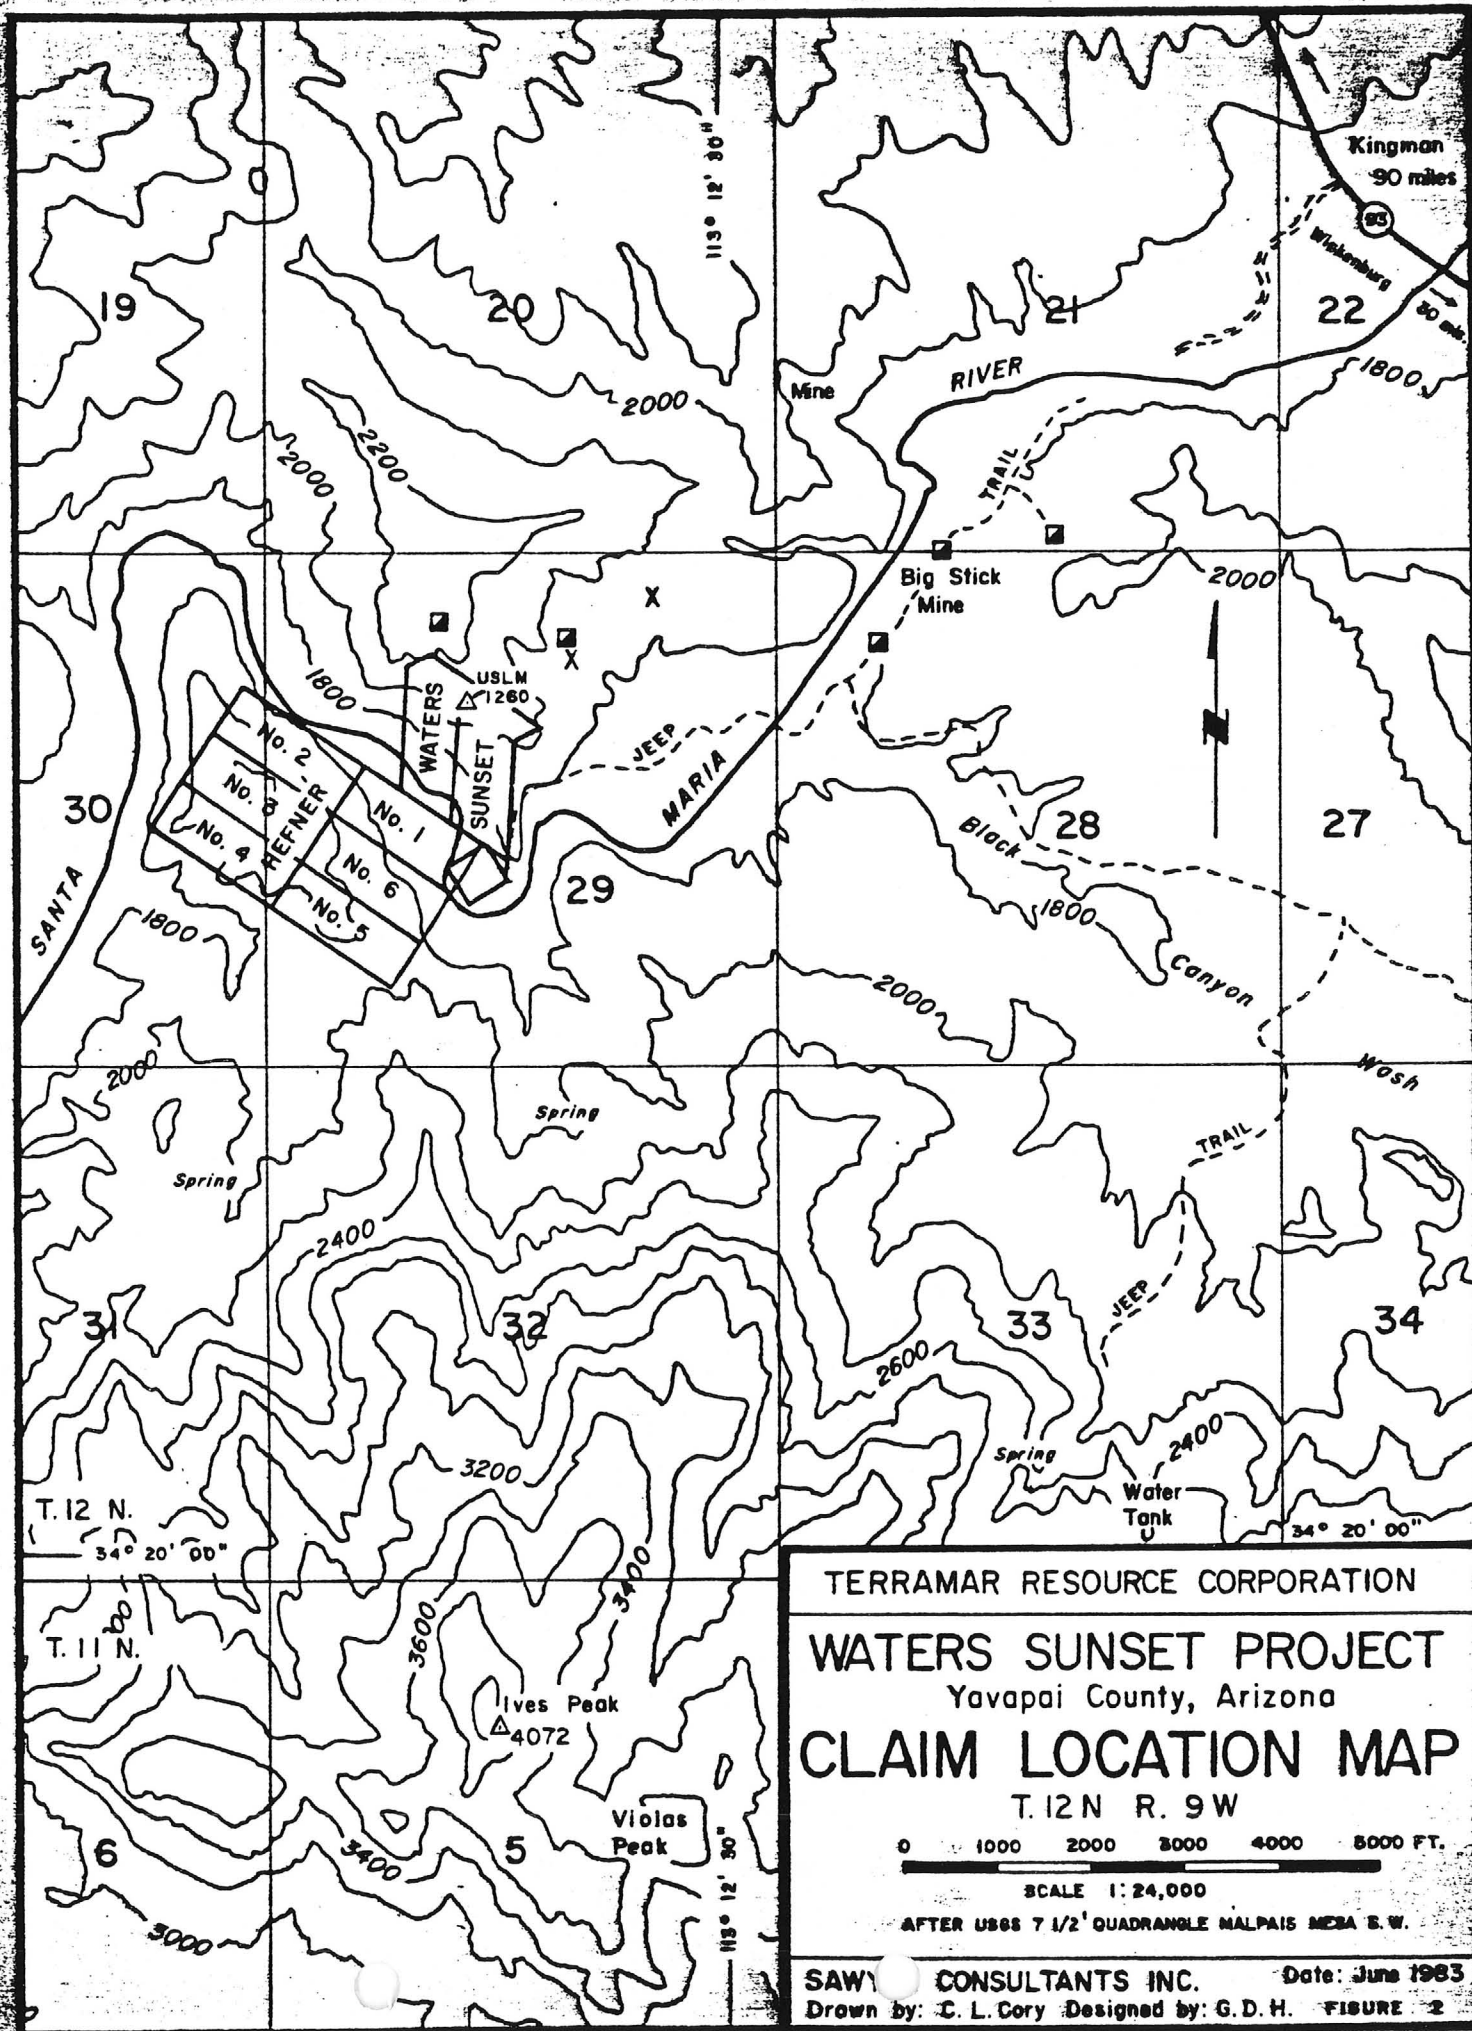 113° 12' 30"
Kingman
90 miles
93
Wickenburg
30 mls.
19
20
21
22
RIVER
1800
Mine
2000
2200
2000
TRAIL
Big Stick
Mine
2000
X
X
USLM
1260
WATERS
SUNSET
1800
JEEP
MARIA
No. 2
No. 3
No. 4
HEFNER
No. 1
No. 6
No. 5
30
29
28
27
SANTA
1800
Black
1800
Canyon
2000
Wash
2000
Spring
Spring
TRAIL
2400
JEEP
31
32
33
34
2600
3200
Spring
2400
Water
Tank
T. 12 N.
34° 20' 00"
34° 20' 00"
T. 11 N.
3400
3600
Ives Peak
4072
Violas
Peak
6
5
3400
3000
113° 12' 30"
TERRAMAR RESOURCE CORPORATION
WATERS SUNSET PROJECT
Yavapai County, Arizona
CLAIM LOCATION MAP
T. 12 N R. 9 W
0 1000 2000 3000 4000 5000 FT.
SCALE 1:24,000
AFTER USGS 7 1/2' QUADRANGLE MALPAIS MESA S.W.
SAWY CONSULTANTS INC. Date: June 1983
Drawn by: C. L. Cory Designed by: G. D. H. FIGURE 2